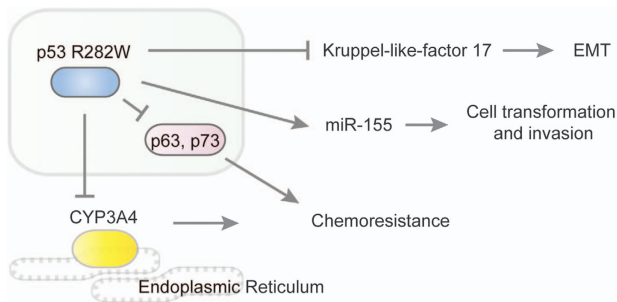 p53 R282W
Kruppel-like-factor 17
EMT
miR-155
Cell transformation
and invasion
p63, p73
CYP3A4
Chemoresistance
Endoplasmic Reticulum